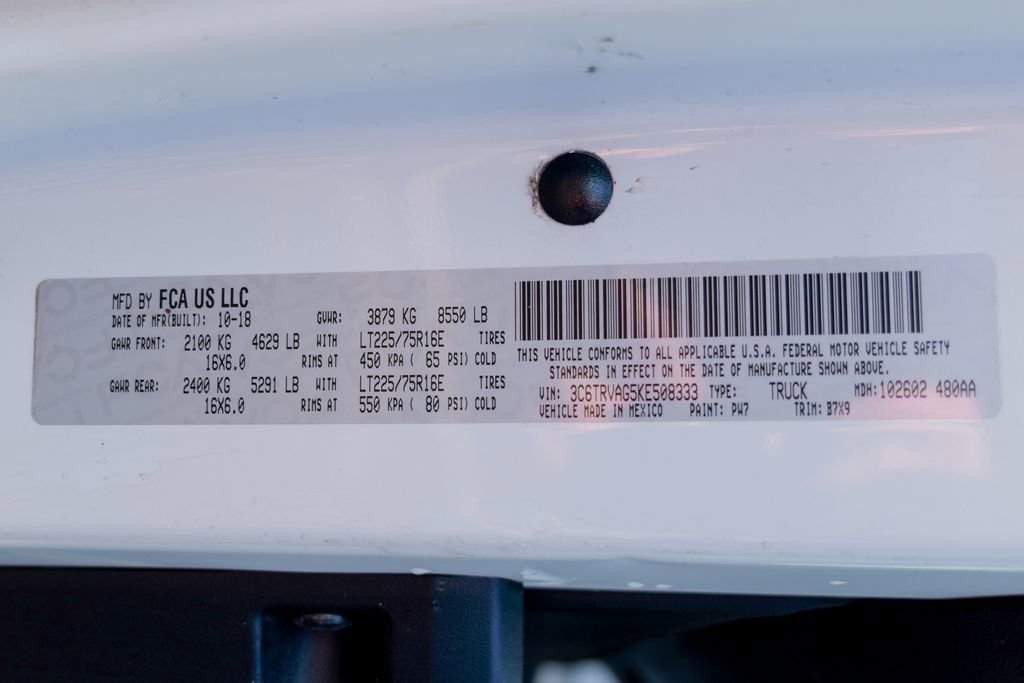 MFD BY FCA US LLC
DATE OF MFR(BUILT): 10-18 GVWR: 3879 KG 8550 LB
GAWR FRONT: 2100 KG 4629 LB WITH LT225/75R16E TIRES
16X6.0 RIMS AT 450 KPA ( 65 PSI) COLD
GAWR REAR: 2400 KG 5291 LB WITH LT225/75R16E TIRES
16X6.0 RIMS AT 550 KPA ( 80 PSI) COLD
THIS VEHICLE CONFORMS TO ALL APPLICABLE U.S.A. FEDERAL MOTOR VEHICLE SAFETY
STANDARDS IN EFFECT ON THE DATE OF MANUFACTURE SHOWN ABOVE.
VIN: 3C6TRVAG5KE508333 TYPE: TRUCK MDH: 102602 480AA
VEHICLE MADE IN MEXICO PAINT: PW7 TRIM: B7X9